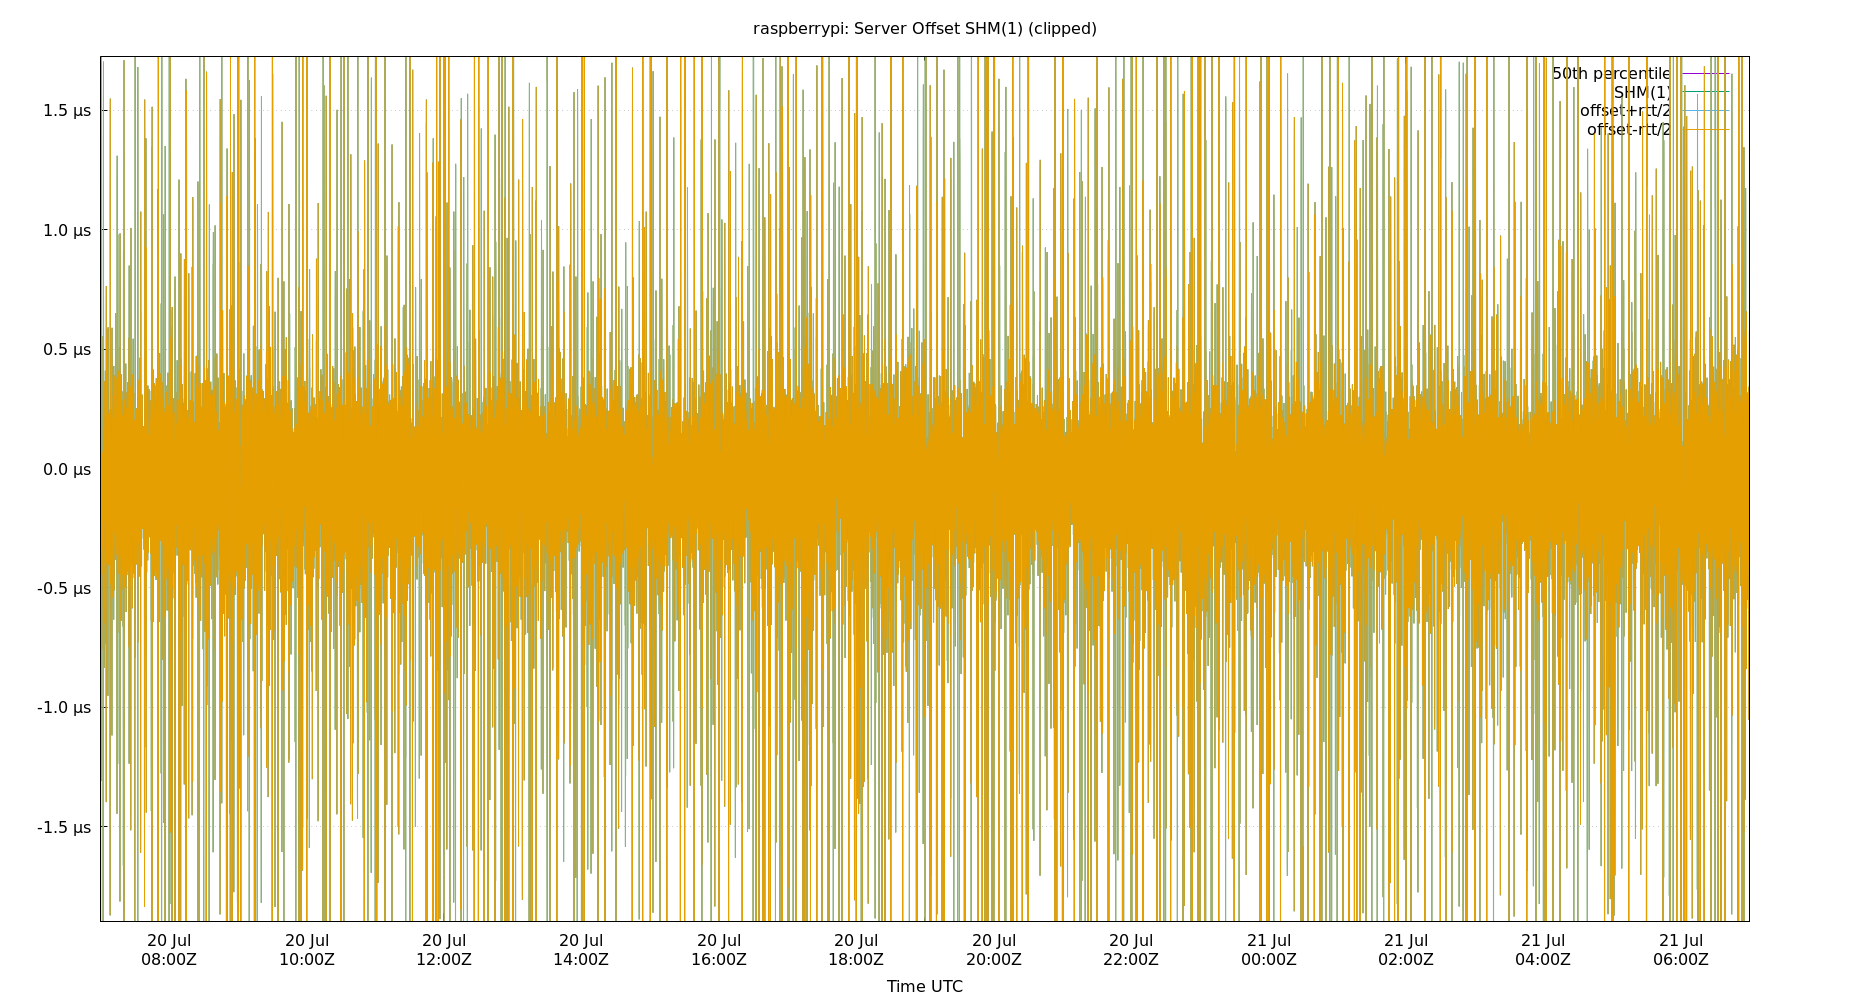 raspberrypi: Server Offset SHM(1) (clipped)
50th percentile
SHM(1)
offset+rtt/2
offset-rtt/2
1.5 µs
1.0 µs
0.5 µs
0.0 µs
-0.5 µs
-1.0 µs
-1.5 µs
20 Jul 20 Jul 20 Jul 20 Jul 20 Jul 20 Jul 20 Jul 20 Jul 21 Jul 21 Jul 21 Jul 21 Jul
08:00Z 10:00Z 12:00Z 14:00Z 16:00Z 18:00Z 20:00Z 22:00Z 00:00Z 02:00Z 04:00Z 06:00Z
Time UTC